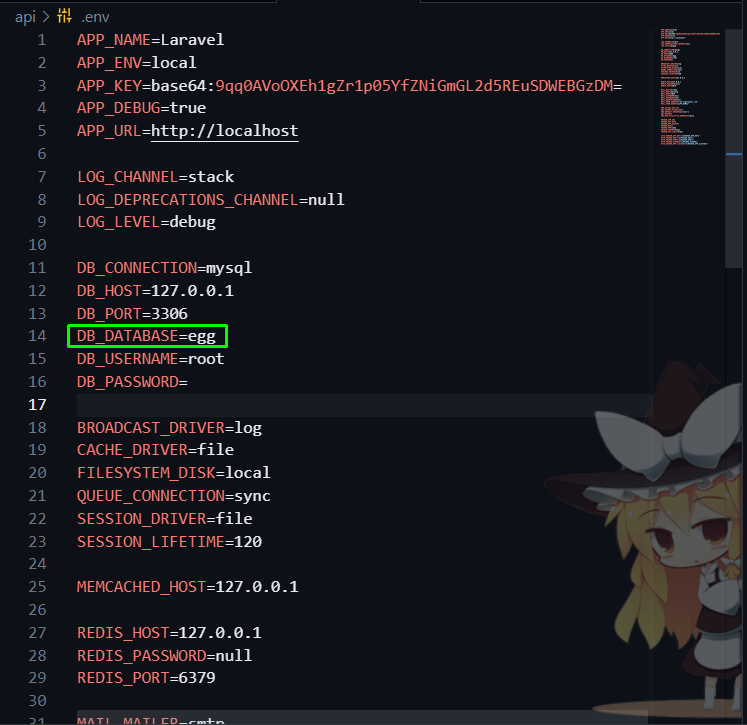 api > .env
1 APP_NAME=Laravel
2 APP_ENV=local
3 APP_KEY=base64:9qq0AVoOXEh1gZr1p05YfZNiGmGL2d5REuSDWEBGzDM=
4 APP_DEBUG=true
5 APP_URL=http://localhost
6
7 LOG_CHANNEL=stack
8 LOG_DEPRECATIONS_CHANNEL=null
9 LOG_LEVEL=debug
10
11 DB_CONNECTION=mysql
12 DB_HOST=127.0.0.1
13 DB_PORT=3306
14 DB_DATABASE=egg
15 DB_USERNAME=root
16 DB_PASSWORD=
17
18 BROADCAST_DRIVER=log
19 CACHE_DRIVER=file
20 FILESYSTEM_DISK=local
21 QUEUE_CONNECTION=sync
22 SESSION_DRIVER=file
23 SESSION_LIFETIME=120
24
25 MEMCACHED_HOST=127.0.0.1
26
27 REDIS_HOST=127.0.0.1
28 REDIS_PASSWORD=null
29 REDIS_PORT=6379
30
31 MAIL_MAILER=smtp